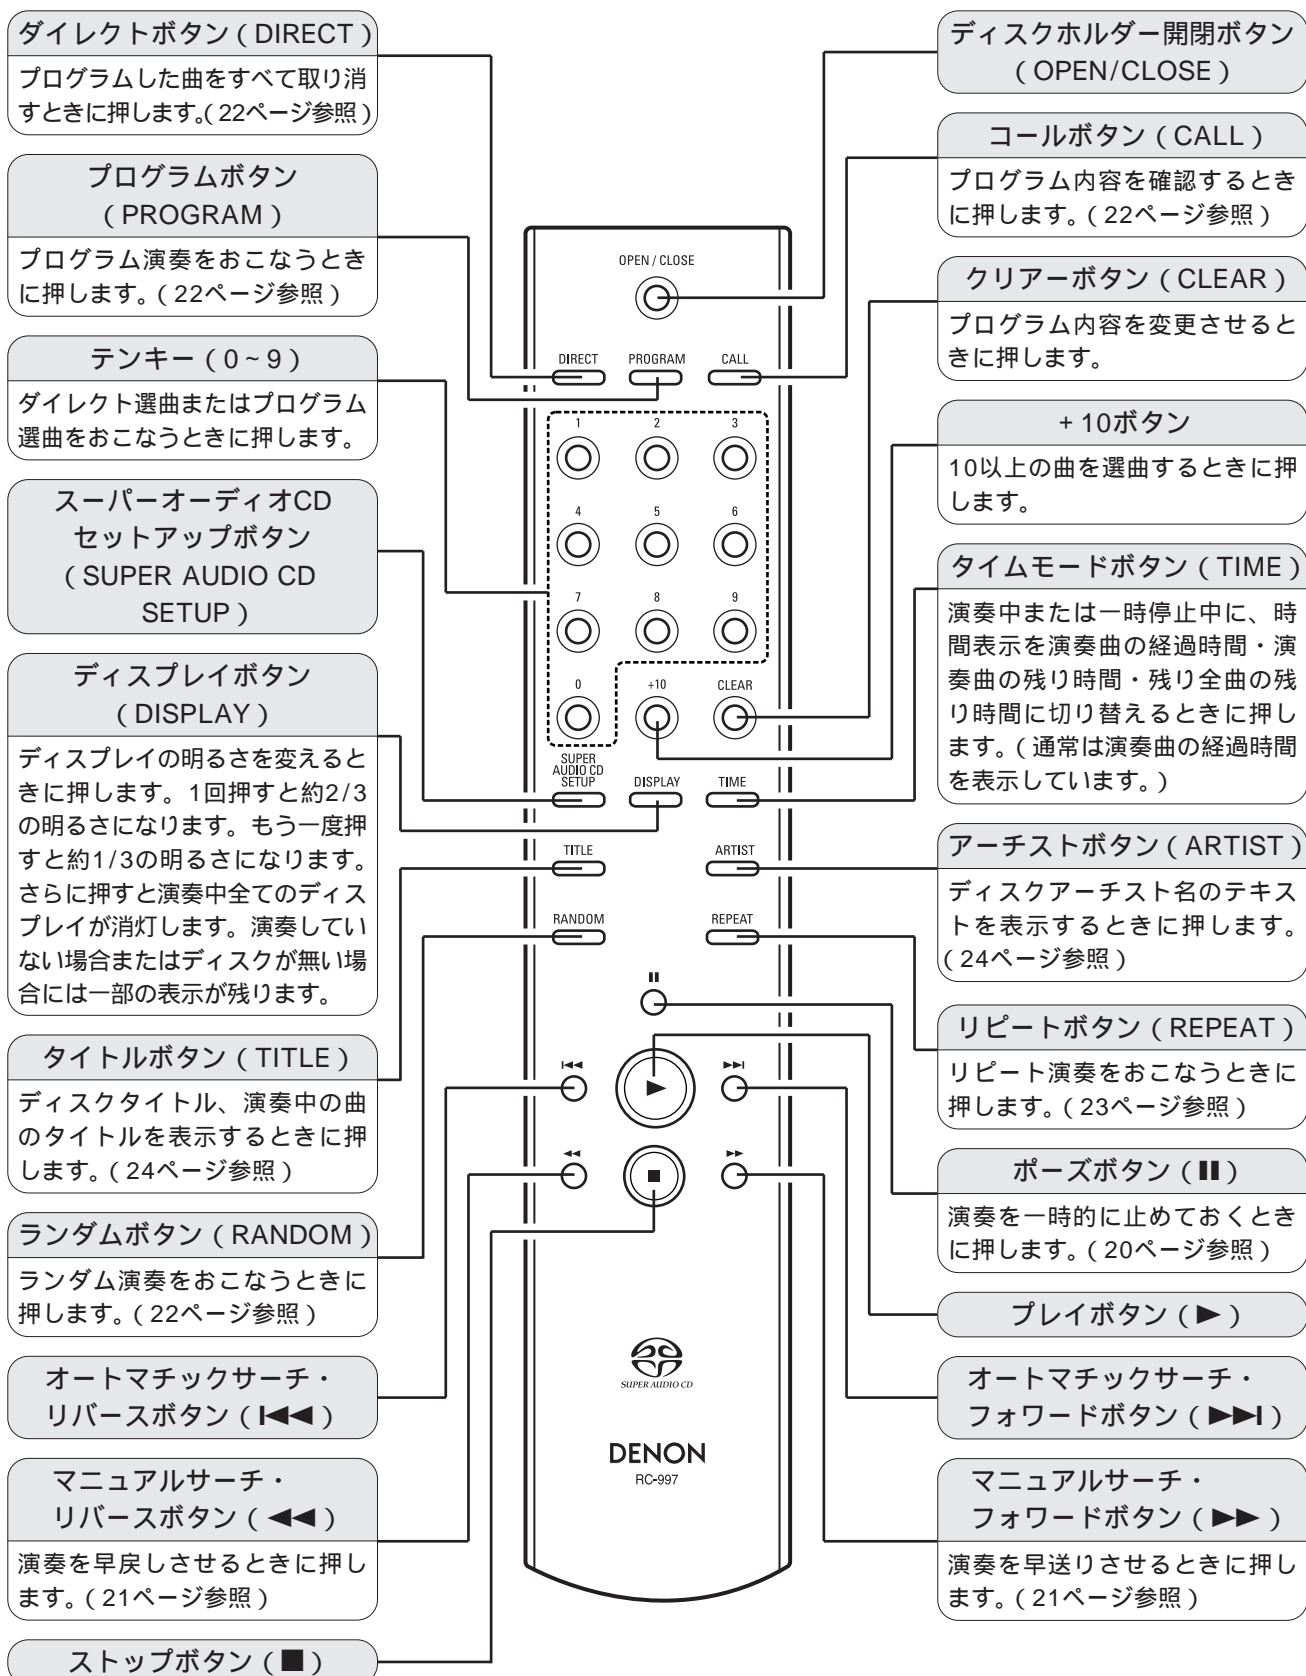 ダイレクトボタン ( DIRECT )
プログラムした曲をすべて取り消
すときに押します。( 22ページ参照 )
プログラムボタン
( PROGRAM )
プログラム演奏をおこなうとき
に押します。( 22ページ参照 )
テンキー ( 0 ~ 9 )
ダイレクト選曲またはプログラム
選曲をおこなうときに押します。
スーパーオーディオCD
セットアップボタン
( SUPER AUDIO CD
SETUP )
ディスプレイボタン
( DISPLAY )
ディスプレイの明るさを変えると
きに押します。1回押すと約2/3
の明るさになります。もう一度押
すと約1/3の明るさになります。
さらに押すと演奏中全てのディス
プレイが消灯します。演奏してい
ない場合またはディスクが無い場
合には一部の表示が残ります。
タイトルボタン ( TITLE )
ディスクタイトル、演奏中の曲
のタイトルを表示するときに押
します。( 24ページ参照 )
ランダムボタン ( RANDOM )
ランダム演奏をおこなうときに
押します。( 22ページ参照 )
オートマチックサーチ・
リバースボタン ( I◀◀ )
マニュアルサーチ・
リバースボタン ( ◀◀ )
演奏を早戻しさせるときに押し
ます。( 21ページ参照 )
ストップボタン ( ■ )
OPEN / CLOSE
DIRECT PROGRAM CALL
1 2 3
4 5 6
7 8 9
0 +10 CLEAR
SUPER
AUDIO CD
SETUP DISPLAY TIME
TITLE ARTIST
RANDOM REPEAT
SUPER AUDIO CD
DENON
RC-997
ディスクホルダー開閉ボタン
( OPEN/CLOSE )
コールボタン ( CALL )
プログラム内容を確認するとき
に押します。( 22ページ参照 )
クリアーボタン ( CLEAR )
プログラム内容を変更させると
きに押します。
+ 10ボタン
10以上の曲を選曲するときに押
します。
タイムモードボタン ( TIME )
演奏中または一時停止中に、時
間表示を演奏曲の経過時間・演
奏曲の残り時間・残り全曲の残
り時間に切り替えるときに押し
ます。( 通常は演奏曲の経過時間
を表示しています。)
アーチストボタン ( ARTIST )
ディスクアーチスト名のテキス
トを表示するときに押します。
( 24ページ参照 )
リピートボタン ( REPEAT )
リピート演奏をおこなうときに
押します。( 23ページ参照 )
ポーズボタン ( ▮▮ )
演奏を一時的に止めておくとき
に押します。( 20ページ参照 )
プレイボタン ( ▶ )
オートマチックサーチ・
フォワードボタン ( ▶▶I )
マニュアルサーチ・
フォワードボタン ( ▶▶ )
演奏を早送りさせるときに押し
ます。( 21ページ参照 )